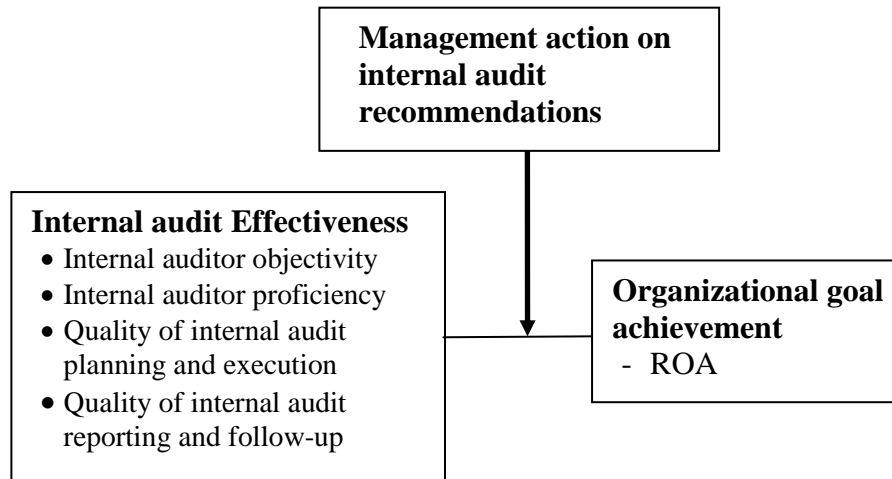 Management action on
internal audit
recommendations
Internal audit Effectiveness
• Internal auditor objectivity
• Internal auditor proficiency
• Quality of internal audit
planning and execution
• Quality of internal audit
reporting and follow-up
Organizational goal
achievement
- ROA